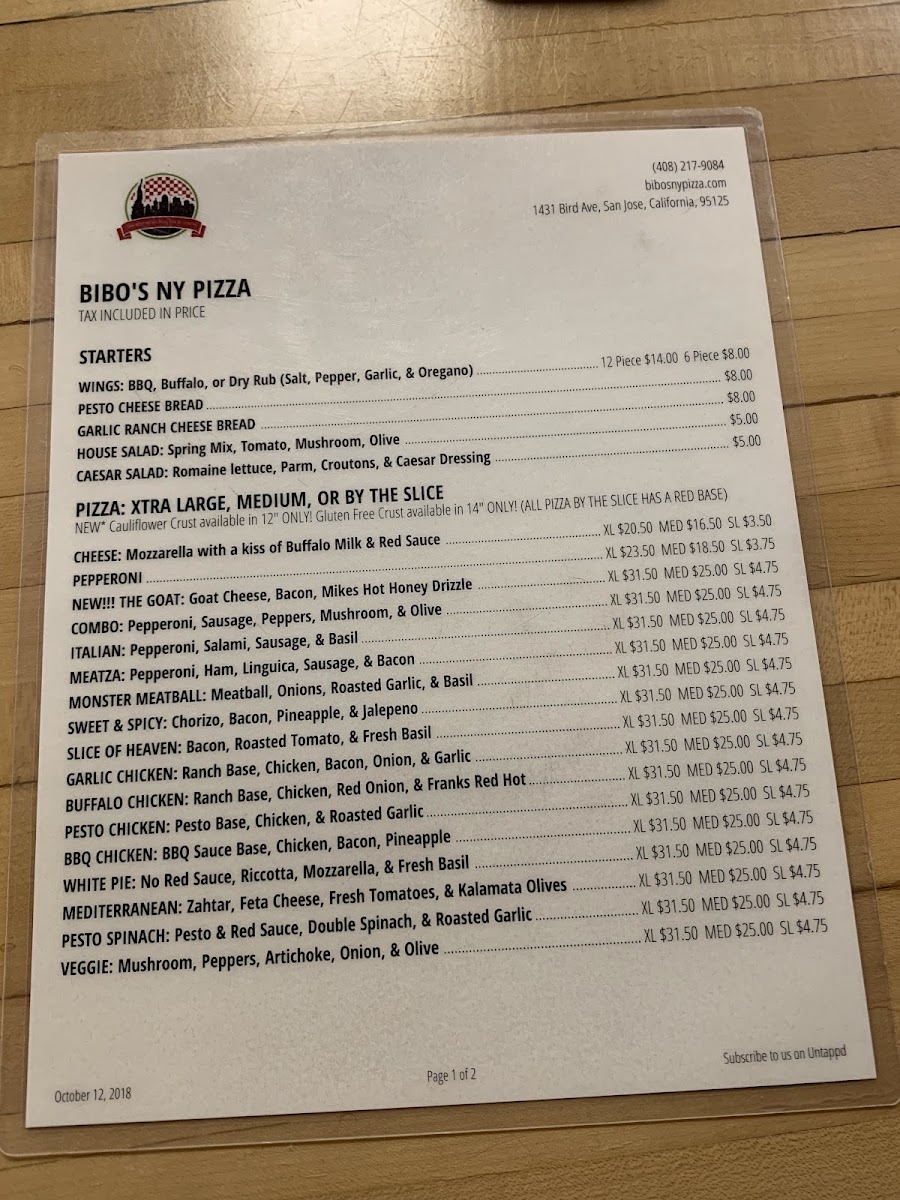 (408) 217-9084
bibosnypizza.com
1431 Bird Ave, San Jose, California, 95125
BIBO'S NY PIZZA
TAX INCLUDED IN PRICE
STARTERS
WINGS: BBQ, Buffalo, or Dry Rub (Salt, Pepper, Garlic, & Oregano) 12 Piece $14.00 6 Piece $8.00
PESTO CHEESE BREAD $8.00
GARLIC RANCH CHEESE BREAD $8.00
HOUSE SALAD: Spring Mix, Tomato, Mushroom, Olive $5.00
CAESAR SALAD: Romaine lettuce, Parm, Croutons, & Caesar Dressing $5.00
PIZZA: XTRA LARGE, MEDIUM, OR BY THE SLICE
NEW* Cauliflower Crust available in 12" ONLY! Gluten Free Crust available in 14" ONLY! (ALL PIZZA BY THE SLICE HAS A RED BASE)
CHEESE: Mozzarella with a kiss of Buffalo Milk & Red Sauce XL $20.50 MED $16.50 SL $3.50
PEPPERONI XL $23.50 MED $18.50 SL $3.75
NEW!!! THE GOAT: Goat Cheese, Bacon, Mikes Hot Honey Drizzle XL $31.50 MED $25.00 SL $4.75
COMBO: Pepperoni, Sausage, Peppers, Mushroom, & Olive XL $31.50 MED $25.00 SL $4.75
ITALIAN: Pepperoni, Salami, Sausage, & Basil XL $31.50 MED $25.00 SL $4.75
MEATZA: Pepperoni, Ham, Linguica, Sausage, & Bacon XL $31.50 MED $25.00 SL $4.75
MONSTER MEATBALL: Meatball, Onions, Roasted Garlic, & Basil XL $31.50 MED $25.00 SL $4.75
SWEET & SPICY: Chorizo, Bacon, Pineapple, & Jalepeno XL $31.50 MED $25.00 SL $4.75
SLICE OF HEAVEN: Bacon, Roasted Tomato, & Fresh Basil XL $31.50 MED $25.00 SL $4.75
GARLIC CHICKEN: Ranch Base, Chicken, Bacon, Onion, & Garlic XL $31.50 MED $25.00 SL $4.75
BUFFALO CHICKEN: Ranch Base, Chicken, Red Onion, & Franks Red Hot XL $31.50 MED $25.00 SL $4.75
PESTO CHICKEN: Pesto Base, Chicken, & Roasted Garlic XL $31.50 MED $25.00 SL $4.75
BBQ CHICKEN: BBQ Sauce Base, Chicken, Bacon, Pineapple XL $31.50 MED $25.00 SL $4.75
WHITE PIE: No Red Sauce, Riccotta, Mozzarella, & Fresh Basil XL $31.50 MED $25.00 SL $4.75
MEDITERRANEAN: Zahtar, Feta Cheese, Fresh Tomatoes, & Kalamata Olives XL $31.50 MED $25.00 SL $4.75
PESTO SPINACH: Pesto & Red Sauce, Double Spinach, & Roasted Garlic XL $31.50 MED $25.00 SL $4.75
VEGGIE: Mushroom, Peppers, Artichoke, Onion, & Olive XL $31.50 MED $25.00 SL $4.75
October 12, 2018 Page 1 of 2 Subscribe to us on Untappd